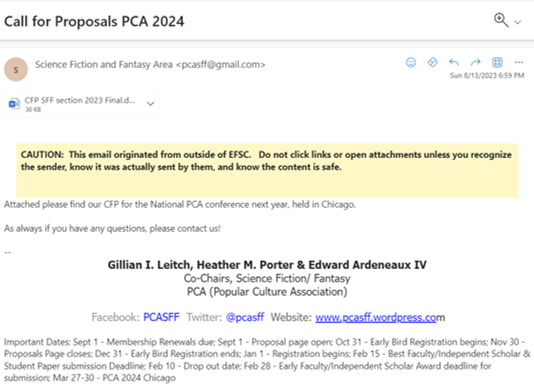 Call for Proposals PCA 2024
S
Science Fiction and Fantasy Area <pcasff@gmail.com>
Sun 8/13/2023 6:59 PM
CFP SFF section 2023 Final.d...
30 KB
CAUTION: This email originated from outside of EFSC. Do not click links or open attachments unless you recognize
the sender, know it was actually sent by them, and know the content is safe.
Attached please find our CFP for the National PCA conference next year, held in Chicago.
As always if you have any questions, please contact us!
--
Gillian I. Leitch, Heather M. Porter & Edward Ardeneaux IV
Co-Chairs, Science Fiction/ Fantasy
PCA (Popular Culture Association)
Facebook: PCASFF Twitter: @pcasff Website: www.pcasff.wordpress.com
Important Dates: Sept 1 - Membership Renewals due; Sept 1 - Proposal page open; Oct 31 - Early Bird Registration begins; Nov 30 -
Proposals Page closes; Dec 31 - Early Bird Registration ends; Jan 1 - Registration begins; Feb 15 - Best Faculty/Independent Scholar &
Student Paper submission Deadline; Feb 10 - Drop out date; Feb 28 - Early Faculty/Independent Scholar Award deadline for
submission; Mar 27-30 - PCA 2024 Chicago